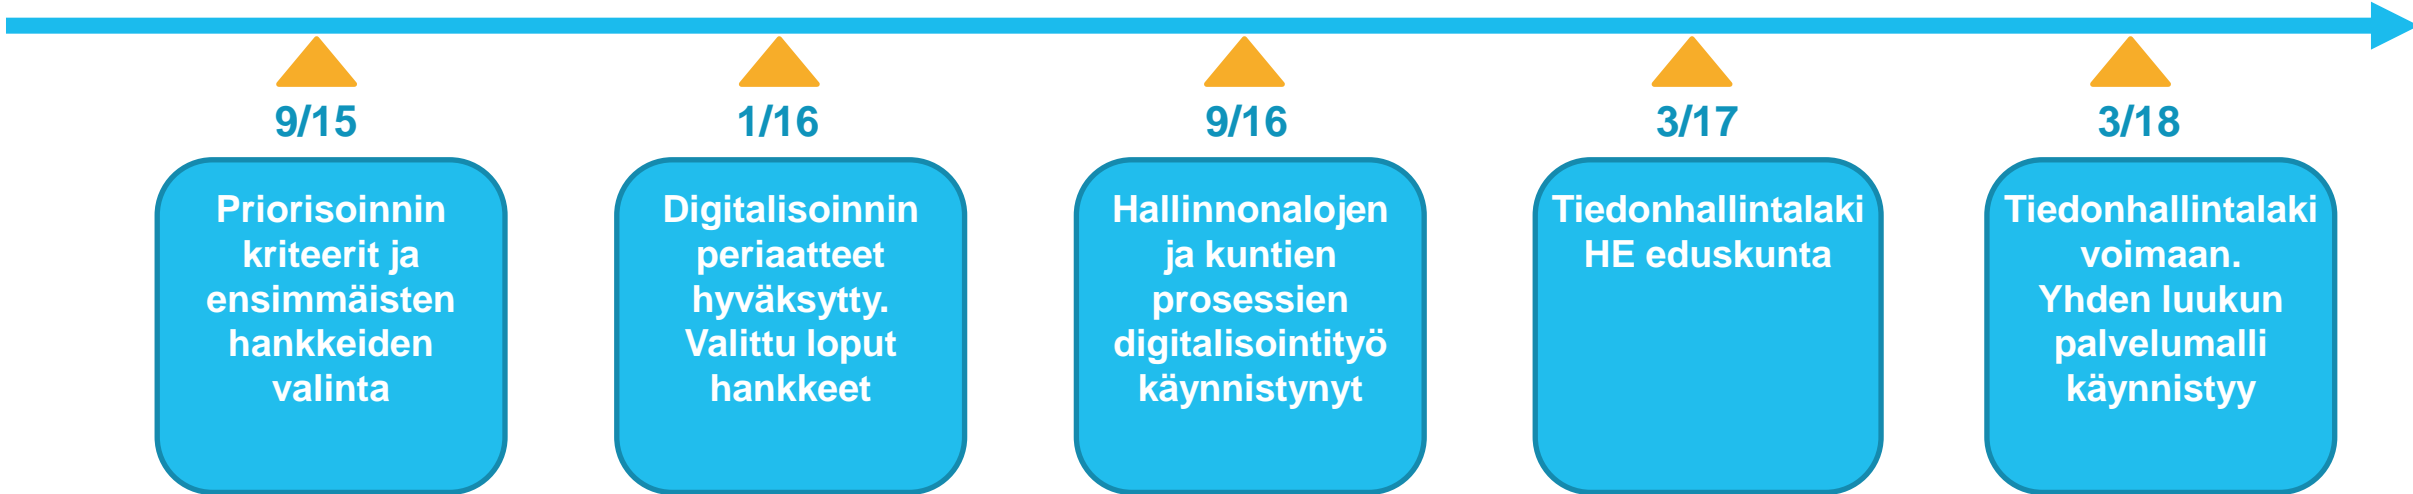 9/15
Priorisoinnin
kriteerit ja
ensimmäisten
hankkeiden
valinta
1/16
Digitalisoinnin
periaatteet
hyväksytty.
Valittu loput
hankkeet
9/16
Hallinnonalojen
ja kuntien
prosessien
digitalisointityö
käynnistynyt
3/17
Tiedonhallintalaki
HE eduskunta
3/18
Tiedonhallintalaki
voimaan.
Yhden luukun
palvelumalli
käynnistyy